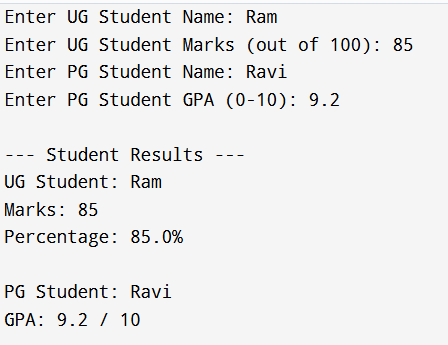 Enter UG Student Name: Ram
Enter UG Student Marks (out of 100): 85
Enter PG Student Name: Ravi
Enter PG Student GPA (0-10): 9.2
--- Student Results ---
UG Student: Ram
Marks: 85
Percentage: 85.0%
PG Student: Ravi
GPA: 9.2 / 10